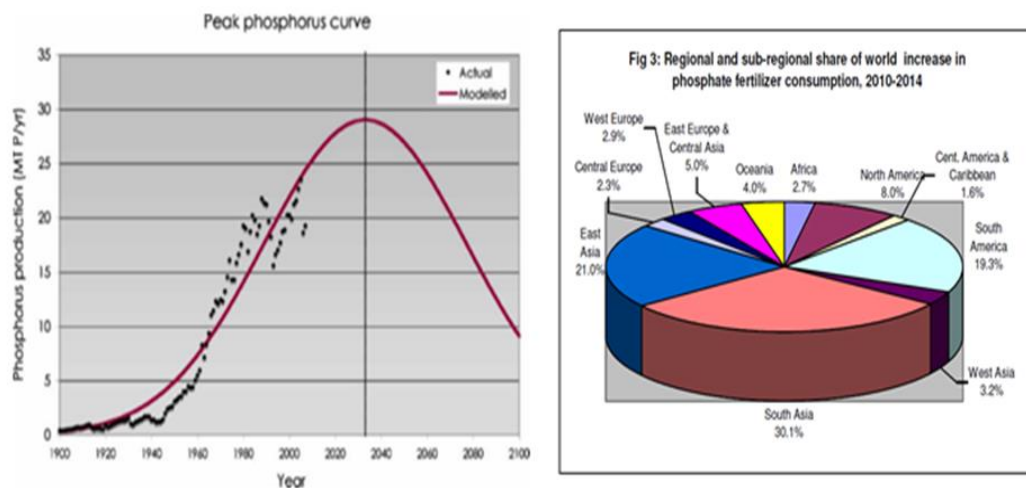 Peak phosphorus curve
Phosphorus production (MT P/yr)
35
30
25
20
15
10
5
0
Actual
Modelled
1900
1920
1940
1960
1980
2000
2020
2040
2060
2080
2100
Year
Fig 3: Regional and sub-regional share of world increase in
phosphate fertilizer consumption, 2010-2014
West Europe
2.9%
East Europe &
Central Asia
5.0%
Central Europe
2.3%
Oceania
4.0%
Africa
2.7%
North America
8.0%
Cent. America &
Caribbean
1.6%
East
Asia
21.0%
South
America
19.3%
West Asia
3.2%
South Asia
30.1%